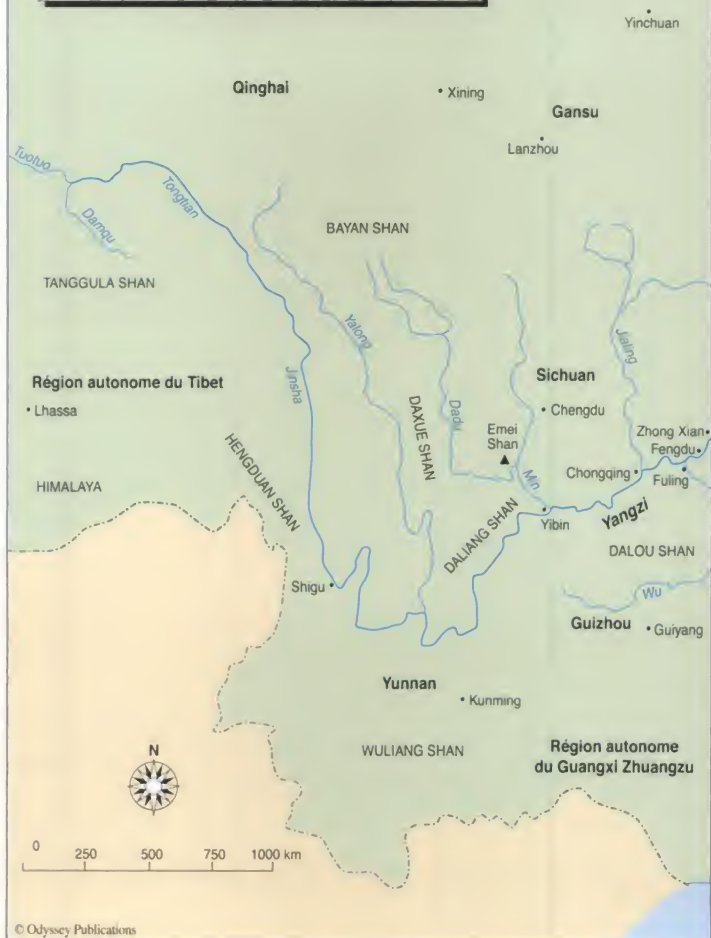 Yinchuan
Qinghai
Xining
Gansu
Lanzhou
Tuotuo
Tongtian
Damqu
BAYAN SHAN
TANGGULA SHAN
Yalong
Jialing
Jinsha
Sichuan
Région autonome du Tibet
Lhassa
DAXUE SHAN
Dadu
Chengdu
Emei
Shan
Zhong Xian
Fengdu
HENGDUAN SHAN
Min
Chongqing
Fuling
HIMALAYA
DALIANG SHAN
Yibin
Yangzi
DALOU SHAN
Shigu
Wu
Guizhou
Guiyang
Yunnan
Kunming
WULIANG SHAN
Région autonome
du Guangxi Zhuangzu
N
0
250 500 750 1000 km
© Odyssey Publications